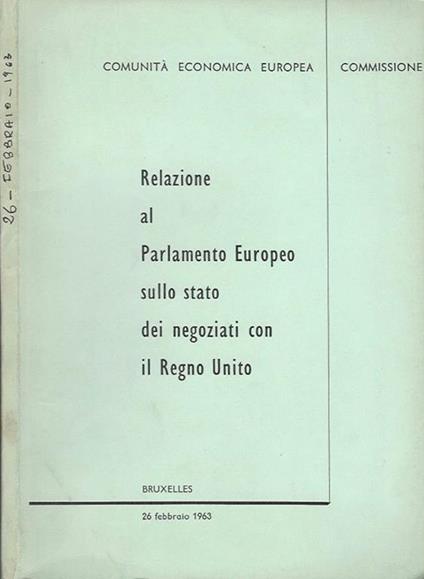 26 - FEBBRAIO - 1963
COMUNITÀ ECONOMICA EUROPEA COMMISSIONE
Relazione
al
Parlamento Europeo
sullo stato
dei negoziati con
il Regno Unito
BRUXELLES
26 febbraio 1963